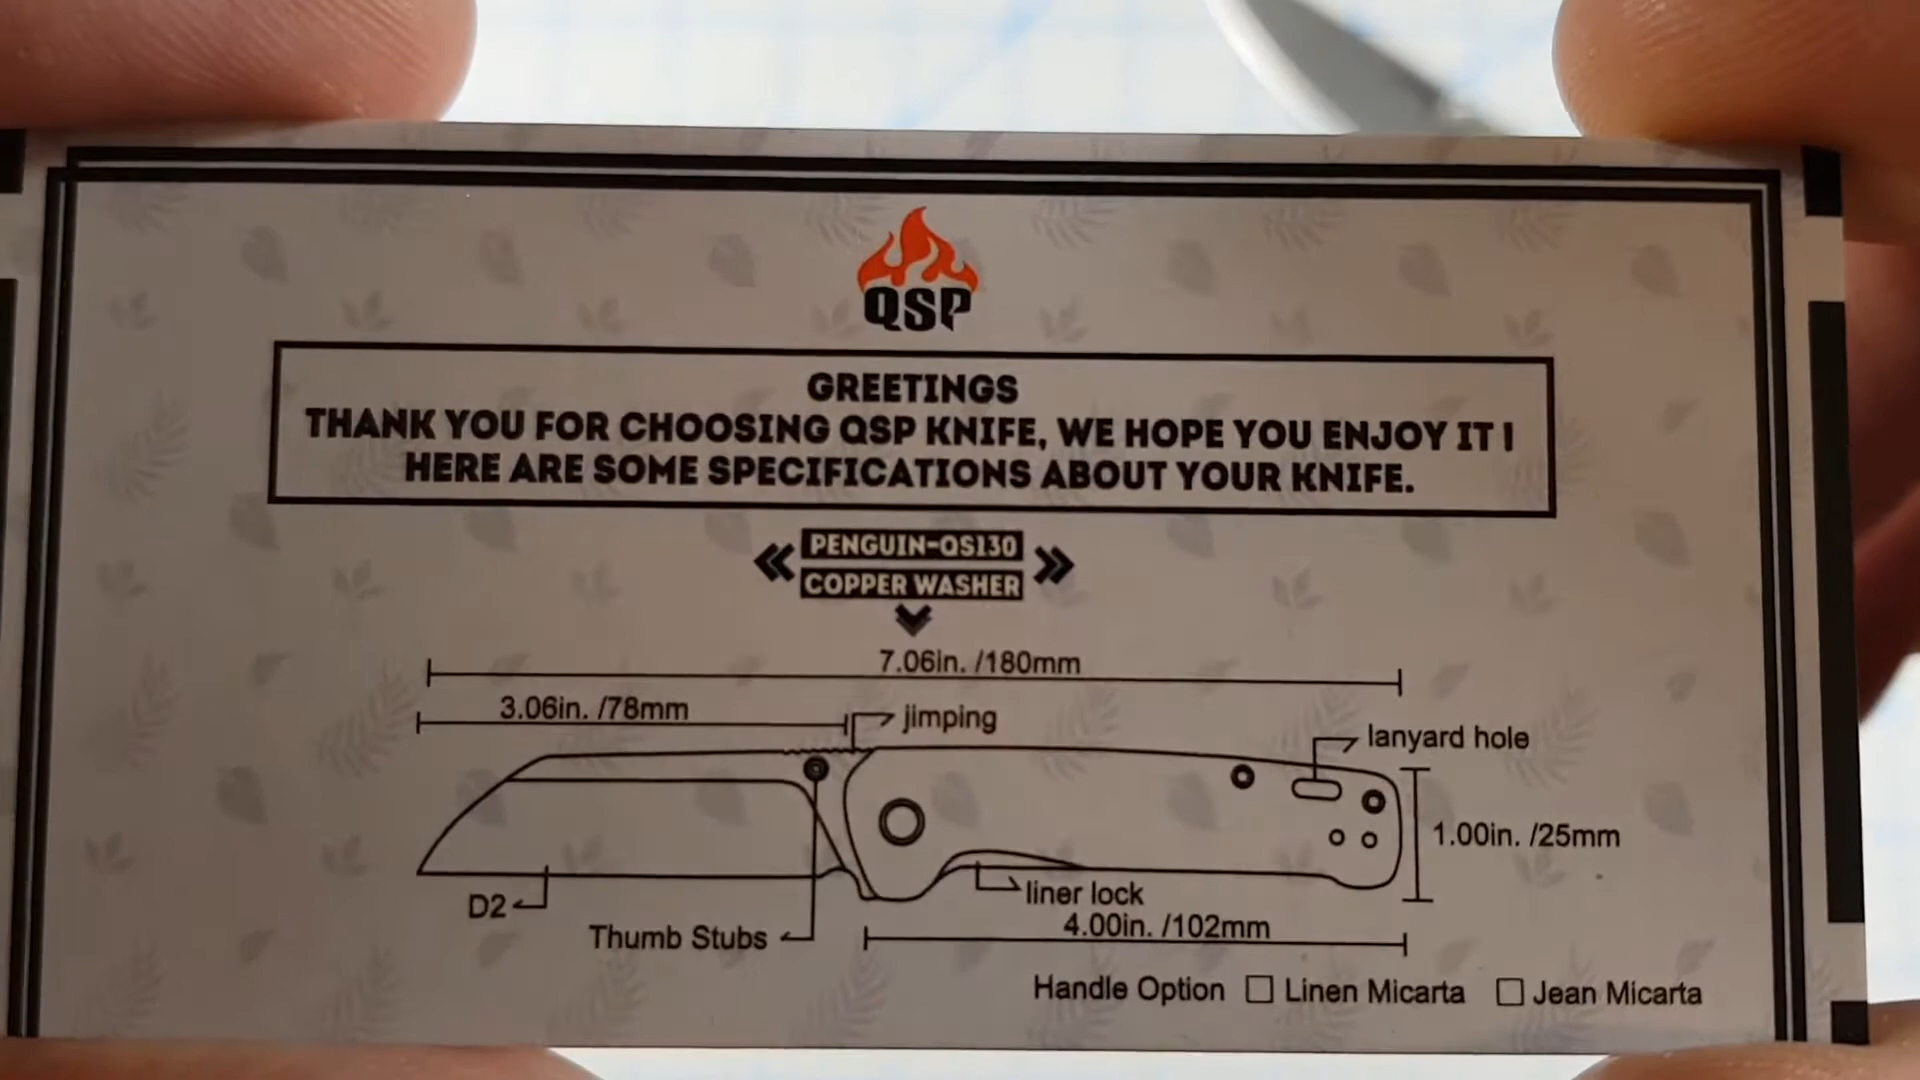 QSP
GREETINGS
THANK YOU FOR CHOOSING QSP KNIFE, WE HOPE YOU ENJOY IT !
HERE ARE SOME SPECIFICATIONS ABOUT YOUR KNIFE.
PENGUIN-QS130
COPPER WASHER
7.06in. /180mm
3.06in. /78mm
jimping
lanyard hole
1.00in. /25mm
D2
liner lock
Thumb Stubs
4.00in. /102mm
Handle Option □ Linen Micarta □ Jean Micarta